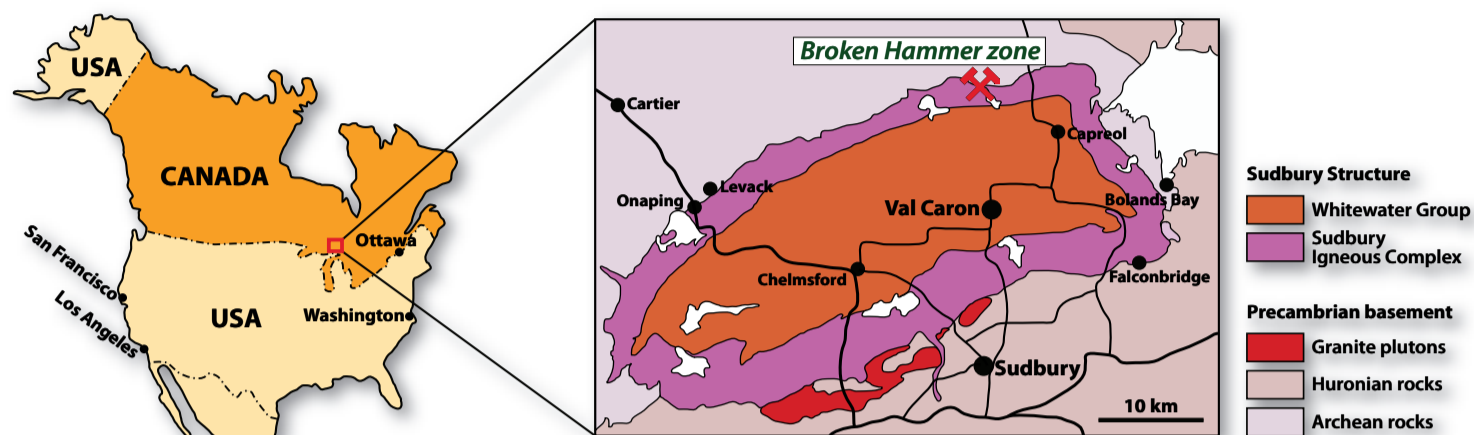 USA
CANADA
Ottawa
San Francisco
Los Angeles
USA
Washington
Broken Hammer zone
Cartier
Capreol
Levack
Onaping
Val Caron
Bolands Bay
Chelmsford
Falconbridge
Sudbury
10 km
Sudbury Structure
Whitewater Group
Sudbury
Igneous Complex
Precambrian basement
Granite plutons
Huronian rocks
Archean rocks